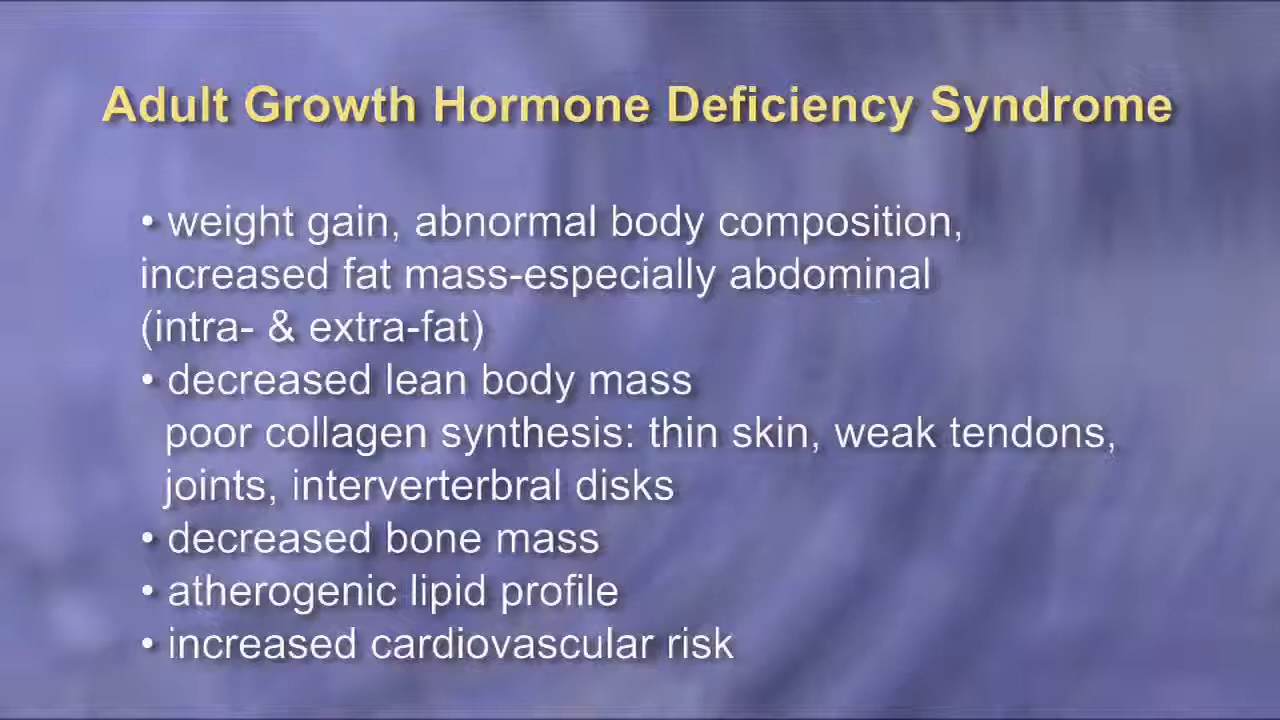 Adult Growth Hormone Deficiency Syndrome
• weight gain, abnormal body composition,
increased fat mass-especially abdominal
(intra- & extra-fat)
• decreased lean body mass
poor collagen synthesis: thin skin, weak tendons,
joints, interverterbral disks
• decreased bone mass
• atherogenic lipid profile
• increased cardiovascular risk